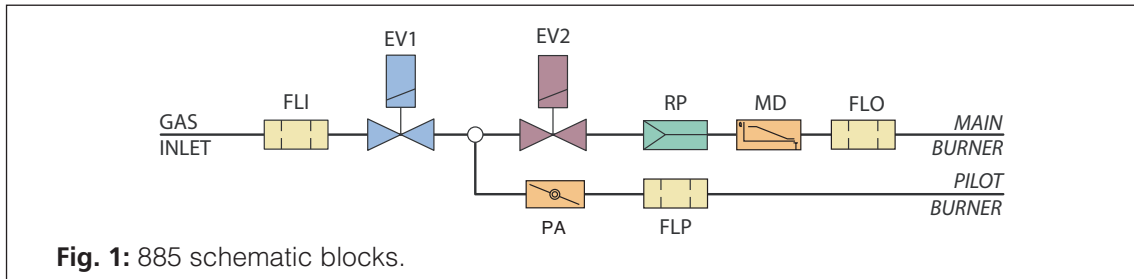 EV1
EV2
FLI
RP
MD
FLO
GAS
INLET
MAIN
BURNER
PILOT
BURNER
PA
FLP
Fig. 1: 885 schematic blocks.